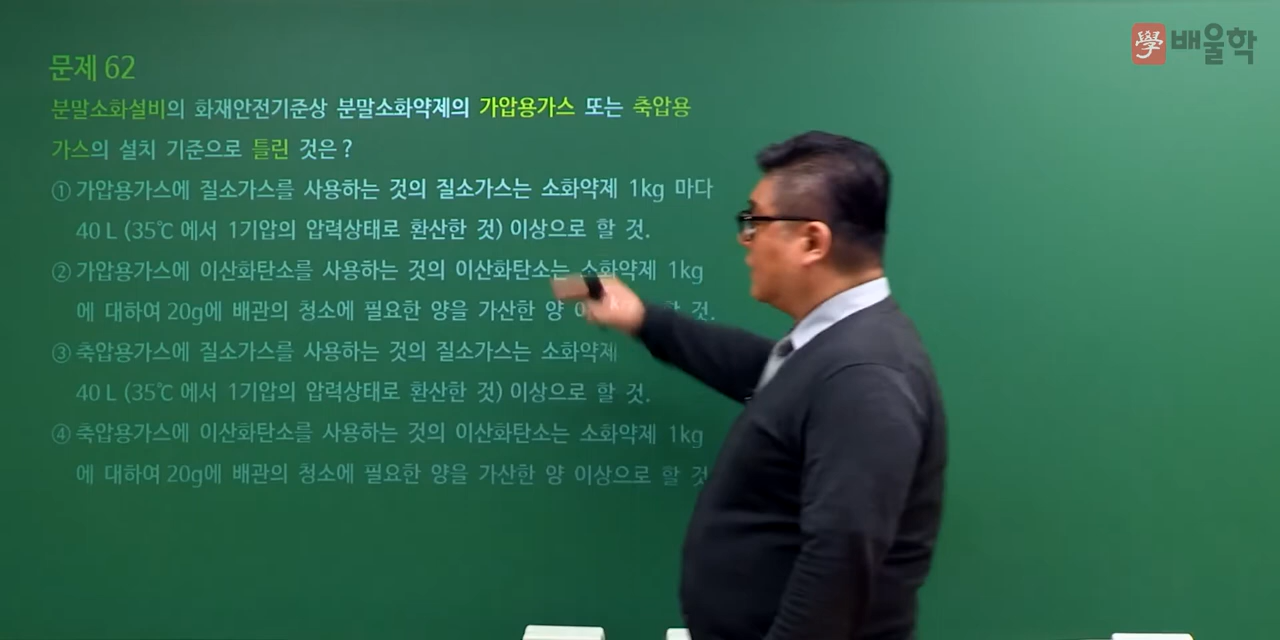 學 배울학
문제 62
분말소화설비의 화재안전기준상 분말소화약제의 가압용가스 또는 축압용
가스의 설치 기준으로 틀린 것은?
① 가압용가스에 질소가스를 사용하는 것의 질소가스는 소화약제 1kg 마다
40 L (35℃에서 1기압의 압력상태로 환산한 것) 이상으로 할 것.
② 가압용가스에 이산화탄소를 사용하는 것의 이산화탄소는 소화약제 1kg
에 대하여 20g에 배관의 청소에 필요한 양을 가산한 양 할 것.
③ 축압용가스에 질소가스를 사용하는 것의 질소가스는 소화약제
40 L (35℃에서 1기압의 압력상태로 환산한 것) 이상으로 할 것.
④ 축압용가스에 이산화탄소를 사용하는 것의 이산화탄소는 소화약제 1kg
에 대하여 20g에 배관의 청소에 필요한 양을 가산한 양 이상으로 할 것